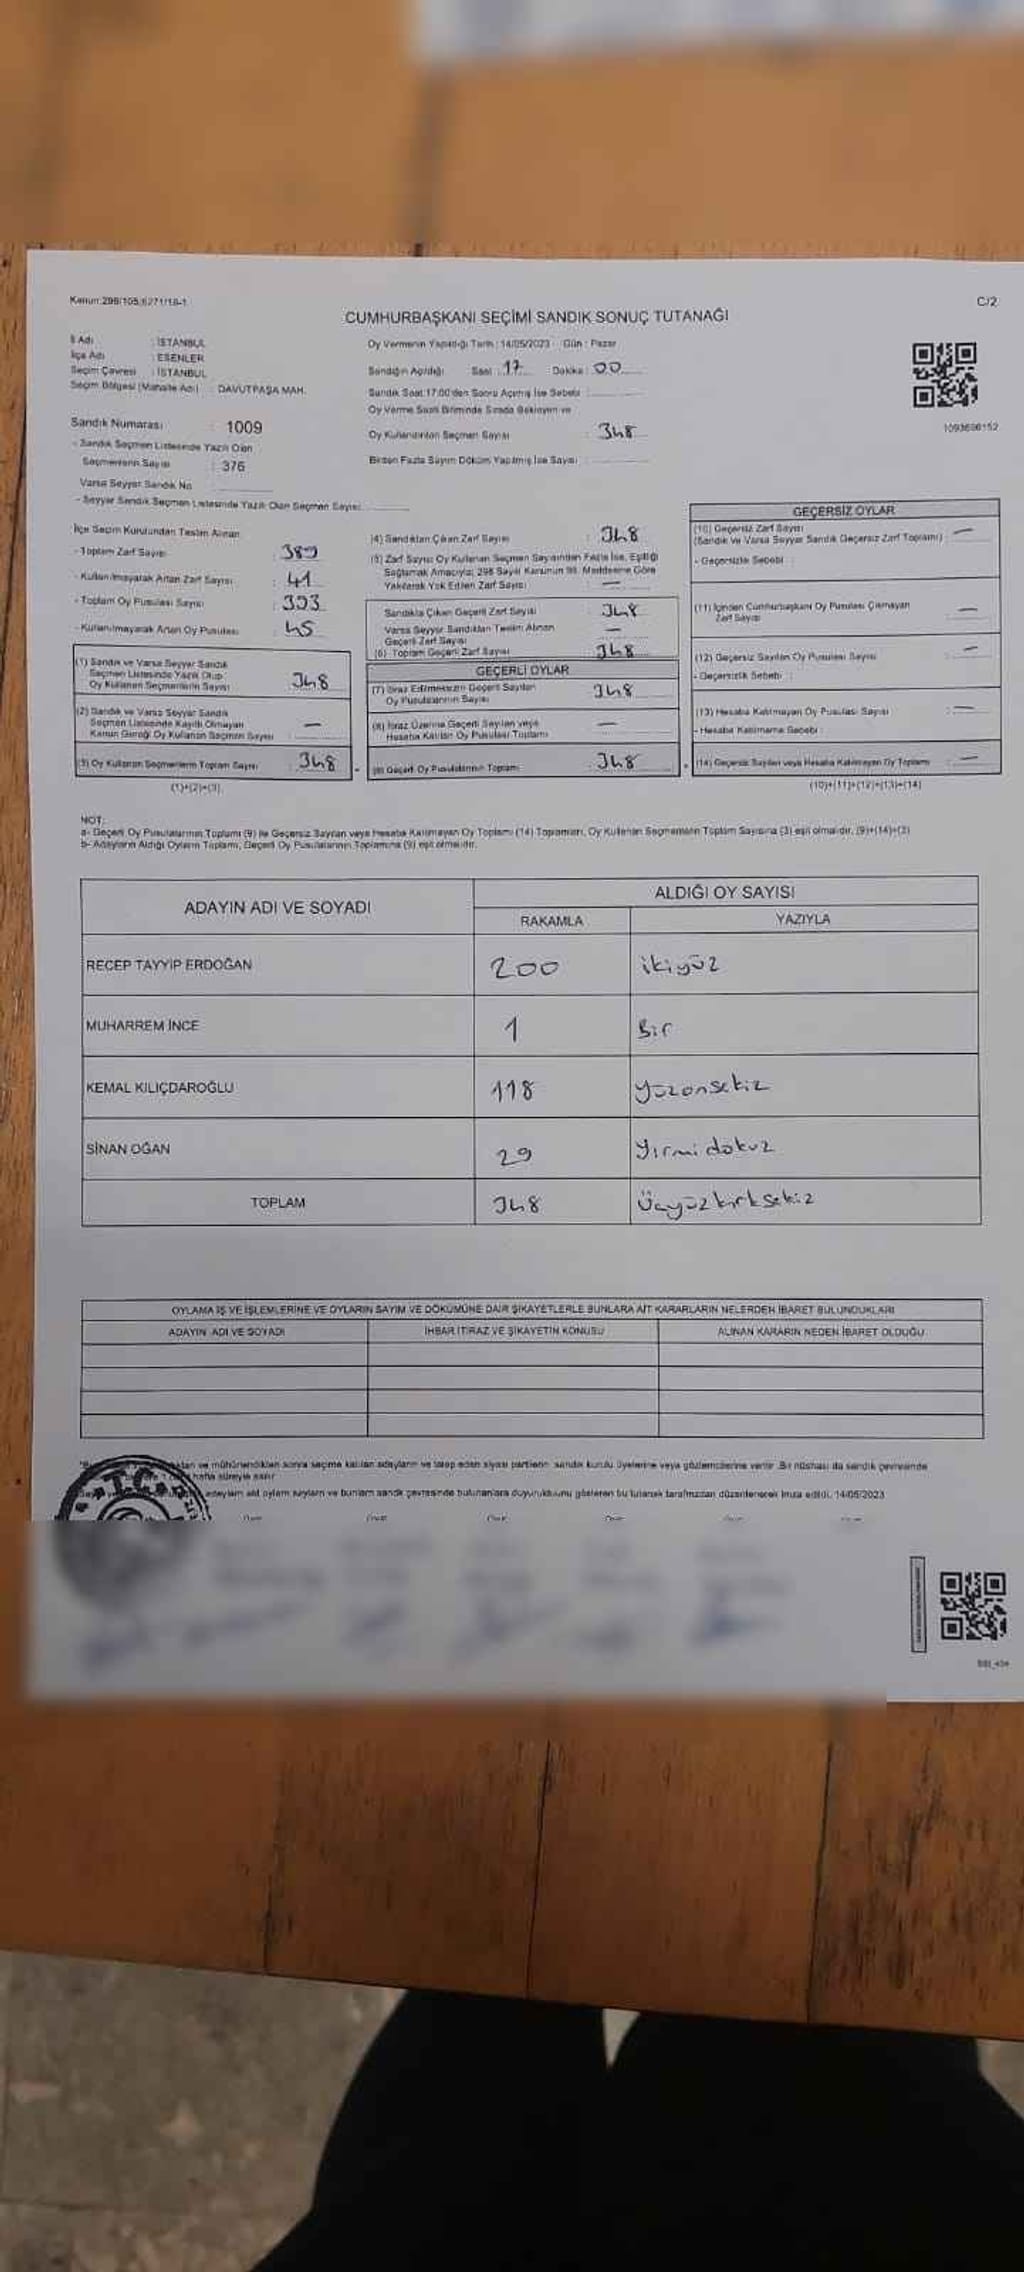 Kanun:298/105,6271/18-1
C/2
CUMHURBAŞKANI SEÇİMİ SANDIK SONUÇ TUTANAĞI
İl Adı : İSTANBUL
İlçe Adı : ESENLER
Seçim Çevresi : İSTANBUL
Seçim Bölgesi (Mahalle Adı) : DAVUTPAŞA MAH.
Oy Vermenin Yapıldığı Tarih : 14/05/2023 Gün : Pazar
Sandığın Açıldığı Saat : 17 Dakika : 00
Sandık Saat 17:00'den Sonra Açılmış İse Sebebi :
Oy Verme Saati Bitiminde Sırada Bekleyen ve
Oy Kullandırılan Seçmen Sayısı : 348
Birden Fazla Sayım Döküm Yapılmış İse Sayısı :
1093696152
Sandık Numarası : 1009
- Sandık Seçmen Listesinde Yazılı Olan
Seçmenlerin Sayısı : 376
Varsa Seyyar Sandık No :
- Seyyar Sandık Seçmen Listesinde Yazılı Olan Seçmen Sayısı :
İlçe Seçim Kurulundan Teslim Alınan
- Toplam Zarf Sayısı : 389
- Kullanılmayarak Artan Zarf Sayısı : 41
- Toplam Oy Pusulası Sayısı : 393
- Kullanılmayarak Artan Oy Pusulası : 45
(1) Sandık ve Varsa Seyyar Sandık
Seçmen Listesinde Yazılı Olup
Oy Kullanan Seçmenlerin Sayısı : 348
(2) Sandık ve Varsa Seyyar Sandık
Seçmen Listesinde Kayıtlı Olmayan
Kanun Gereği Oy Kullanan Seçmen Sayısı : —
(3) Oy Kullanan Seçmenlerin Toplam Sayısı : 348
(1)+(2)=(3)
(4) Sandıktan Çıkan Zarf Sayısı : 348
(5) Zarf Sayısı Oy Kullanan Seçmen Sayısından Fazla İse, Eşitliği
Sağlamak Amacıyla; 298 Sayılı Kanunun 98. Maddesine Göre
Yakılarak Yok Edilen Zarf Sayısı : —
Sandıkta Çıkan Geçerli Zarf Sayısı : 348
Varsa Seyyar Sandıktan Teslim Alınan
Geçerli Zarf Sayısı : —
(6) Toplam Geçerli Zarf Sayısı : 348
GEÇERLİ OYLAR
(7) İtiraz Edilmeksizin Geçerli Sayılan
Oy Pusulalarının Sayısı : 348
(8) İtiraz Üzerine Geçerli Sayılan veya
Hesaba Katılan Oy Pusulası Toplamı : —
(9) Geçerli Oy Pusulalarının Toplamı : 348
GEÇERSİZ OYLAR
(10) Geçersiz Zarf Sayısı
(Sandık ve Varsa Seyyar Sandık Geçersiz Zarf Toplamı) : —
- Geçersizlik Sebebi :
(11) İçinden Cumhurbaşkanı Oy Pusulası Çıkmayan
Zarf Sayısı : —
(12) Geçersiz Sayılan Oy Pusulası Sayısı : —
- Geçersizlik Sebebi :
(13) Hesaba Katılmayan Oy Pusulası Sayısı : —
- Hesaba Katılmama Sebebi :
(14) Geçersiz Sayılan veya Hesaba Katılmayan Oy Toplamı : —
(10)+(11)+(12)+(13)=(14)
NOT:
a- Geçerli Oy Pusulalarının Toplamı (9) ile Geçersiz Sayılan veya Hesaba Katılmayan Oy Toplamı (14) Toplamları, Oy Kullanan Seçmenlerin Toplam Sayısına (3) eşit olmalıdır. (9)+(14)=(3)
b- Adayların Aldığı Oyların Toplamı, Geçerli Oy Pusulalarının Toplamına (9) eşit olmalıdır.
ADAYIN ADI VE SOYADI
ALDIĞI OY SAYISI
RAKAMLA YAZIYLA
RECEP TAYYİP ERDOĞAN 200 ikiyüz
MUHARREM İNCE 1 Bir
KEMAL KILIÇDAROĞLU 118 yüzonsekiz
SİNAN OĞAN 29 yirmidokuz
TOPLAM 348 Üçyüzkırksekiz
OYLAMA İŞ VE İŞLEMLERİNE VE OYLARIN SAYIM VE DÖKÜMÜNE DAİR ŞİKAYETLERLE BUNLARA AİT KARARLARIN NELERDEN İBARET BULUNDUKLARI
ADAYIN ADI VE SOYADI İHBAR İTİRAZ VE ŞİKAYETİN KONUSU ALINAN KARARIN NEDEN İBARET OLDUĞU
ve mühürlendikten sonra seçime katılan adayların ve talep eden siyasi partilerin sandık kurulu üyelerine veya gözlemcilerine verilir. Bir nüshası da sandık çevresinde
hafta süreyle asılır.
adayların aldığı oyların sayılarını ve bunların sandık çevresinde bulunanlara duyurulduğunu gösteren bu tutanak tarafımızdan düzenlenerek imza edildi. 14/05/2023
T.C.